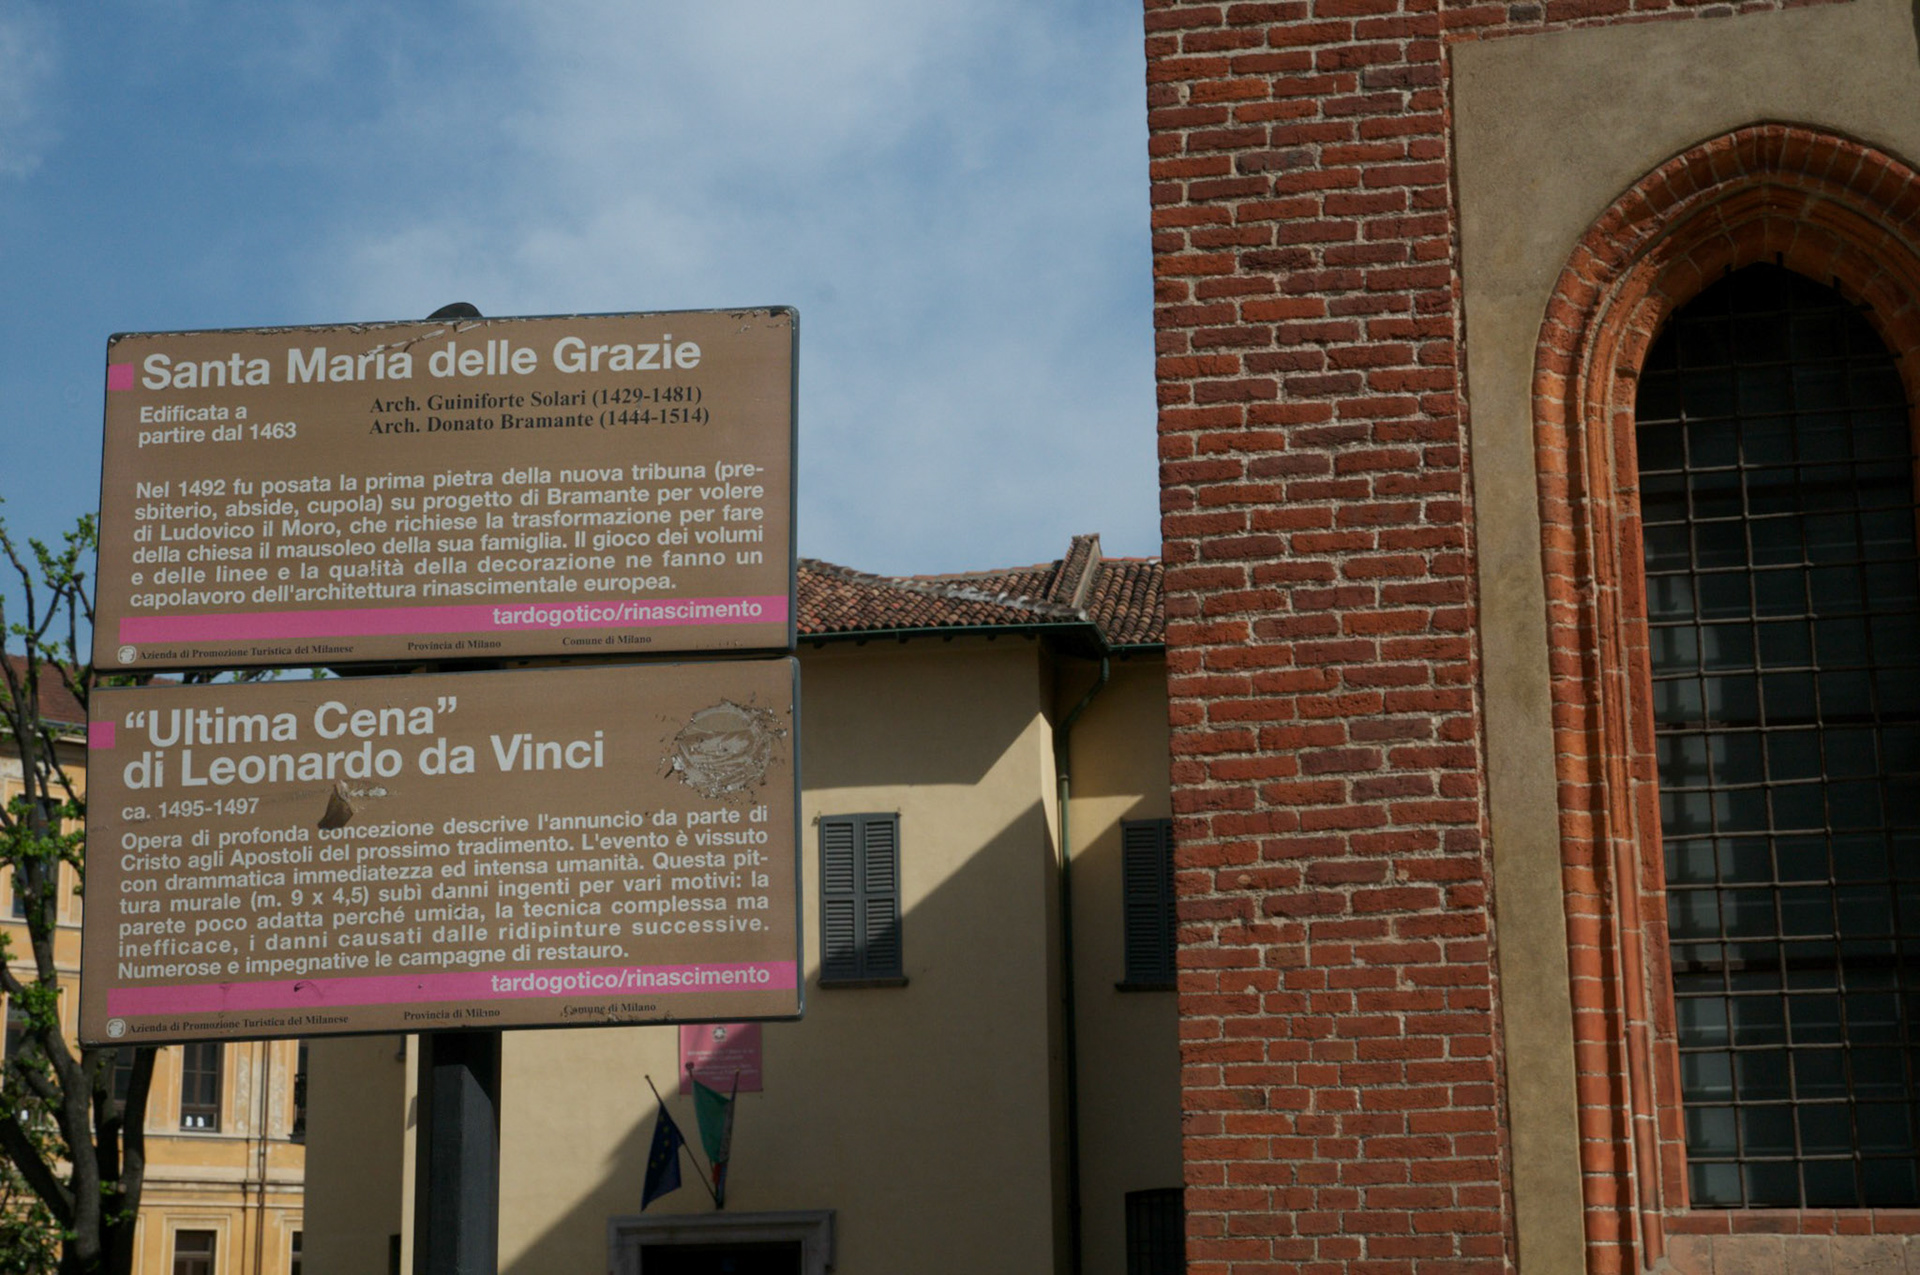 Santa Maria delle Grazie
Edificata a
partire dal 1463
Arch. Guiniforte Solari (1429-1481)
Arch. Donato Bramante (1444-1514)
Nel 1492 fu posata la prima pietra della nuova tribuna (pre-
sbiterio, abside, cupola) su progetto di Bramante per volere
di Ludovico il Moro, che richiese la trasformazione per fare
della chiesa il mausoleo della sua famiglia. Il gioco dei volumi
e delle linee e la qualità della decorazione ne fanno un
capolavoro dell'architettura rinascimentale europea.
tardogotico/rinascimento
Azienda di Promozione Turistica del Milanese Provincia di Milano Comune di Milano
“Ultima Cena”
di Leonardo da Vinci
ca. 1495-1497
Opera di profonda concezione descrive l'annuncio da parte di
Cristo agli Apostoli del prossimo tradimento. L'evento è vissuto
con drammatica immediatezza ed intensa umanità. Questa pit-
tura murale (m. 9 x 4,5) subì danni ingenti per vari motivi: la
parete poco adatta perché umida, la tecnica complessa ma
inefficace, i danni causati dalle ridipinture successive.
Numerose e impegnative le campagne di restauro.
tardogotico/rinascimento
Azienda di Promozione Turistica del Milanese Provincia di Milano Comune di Milano